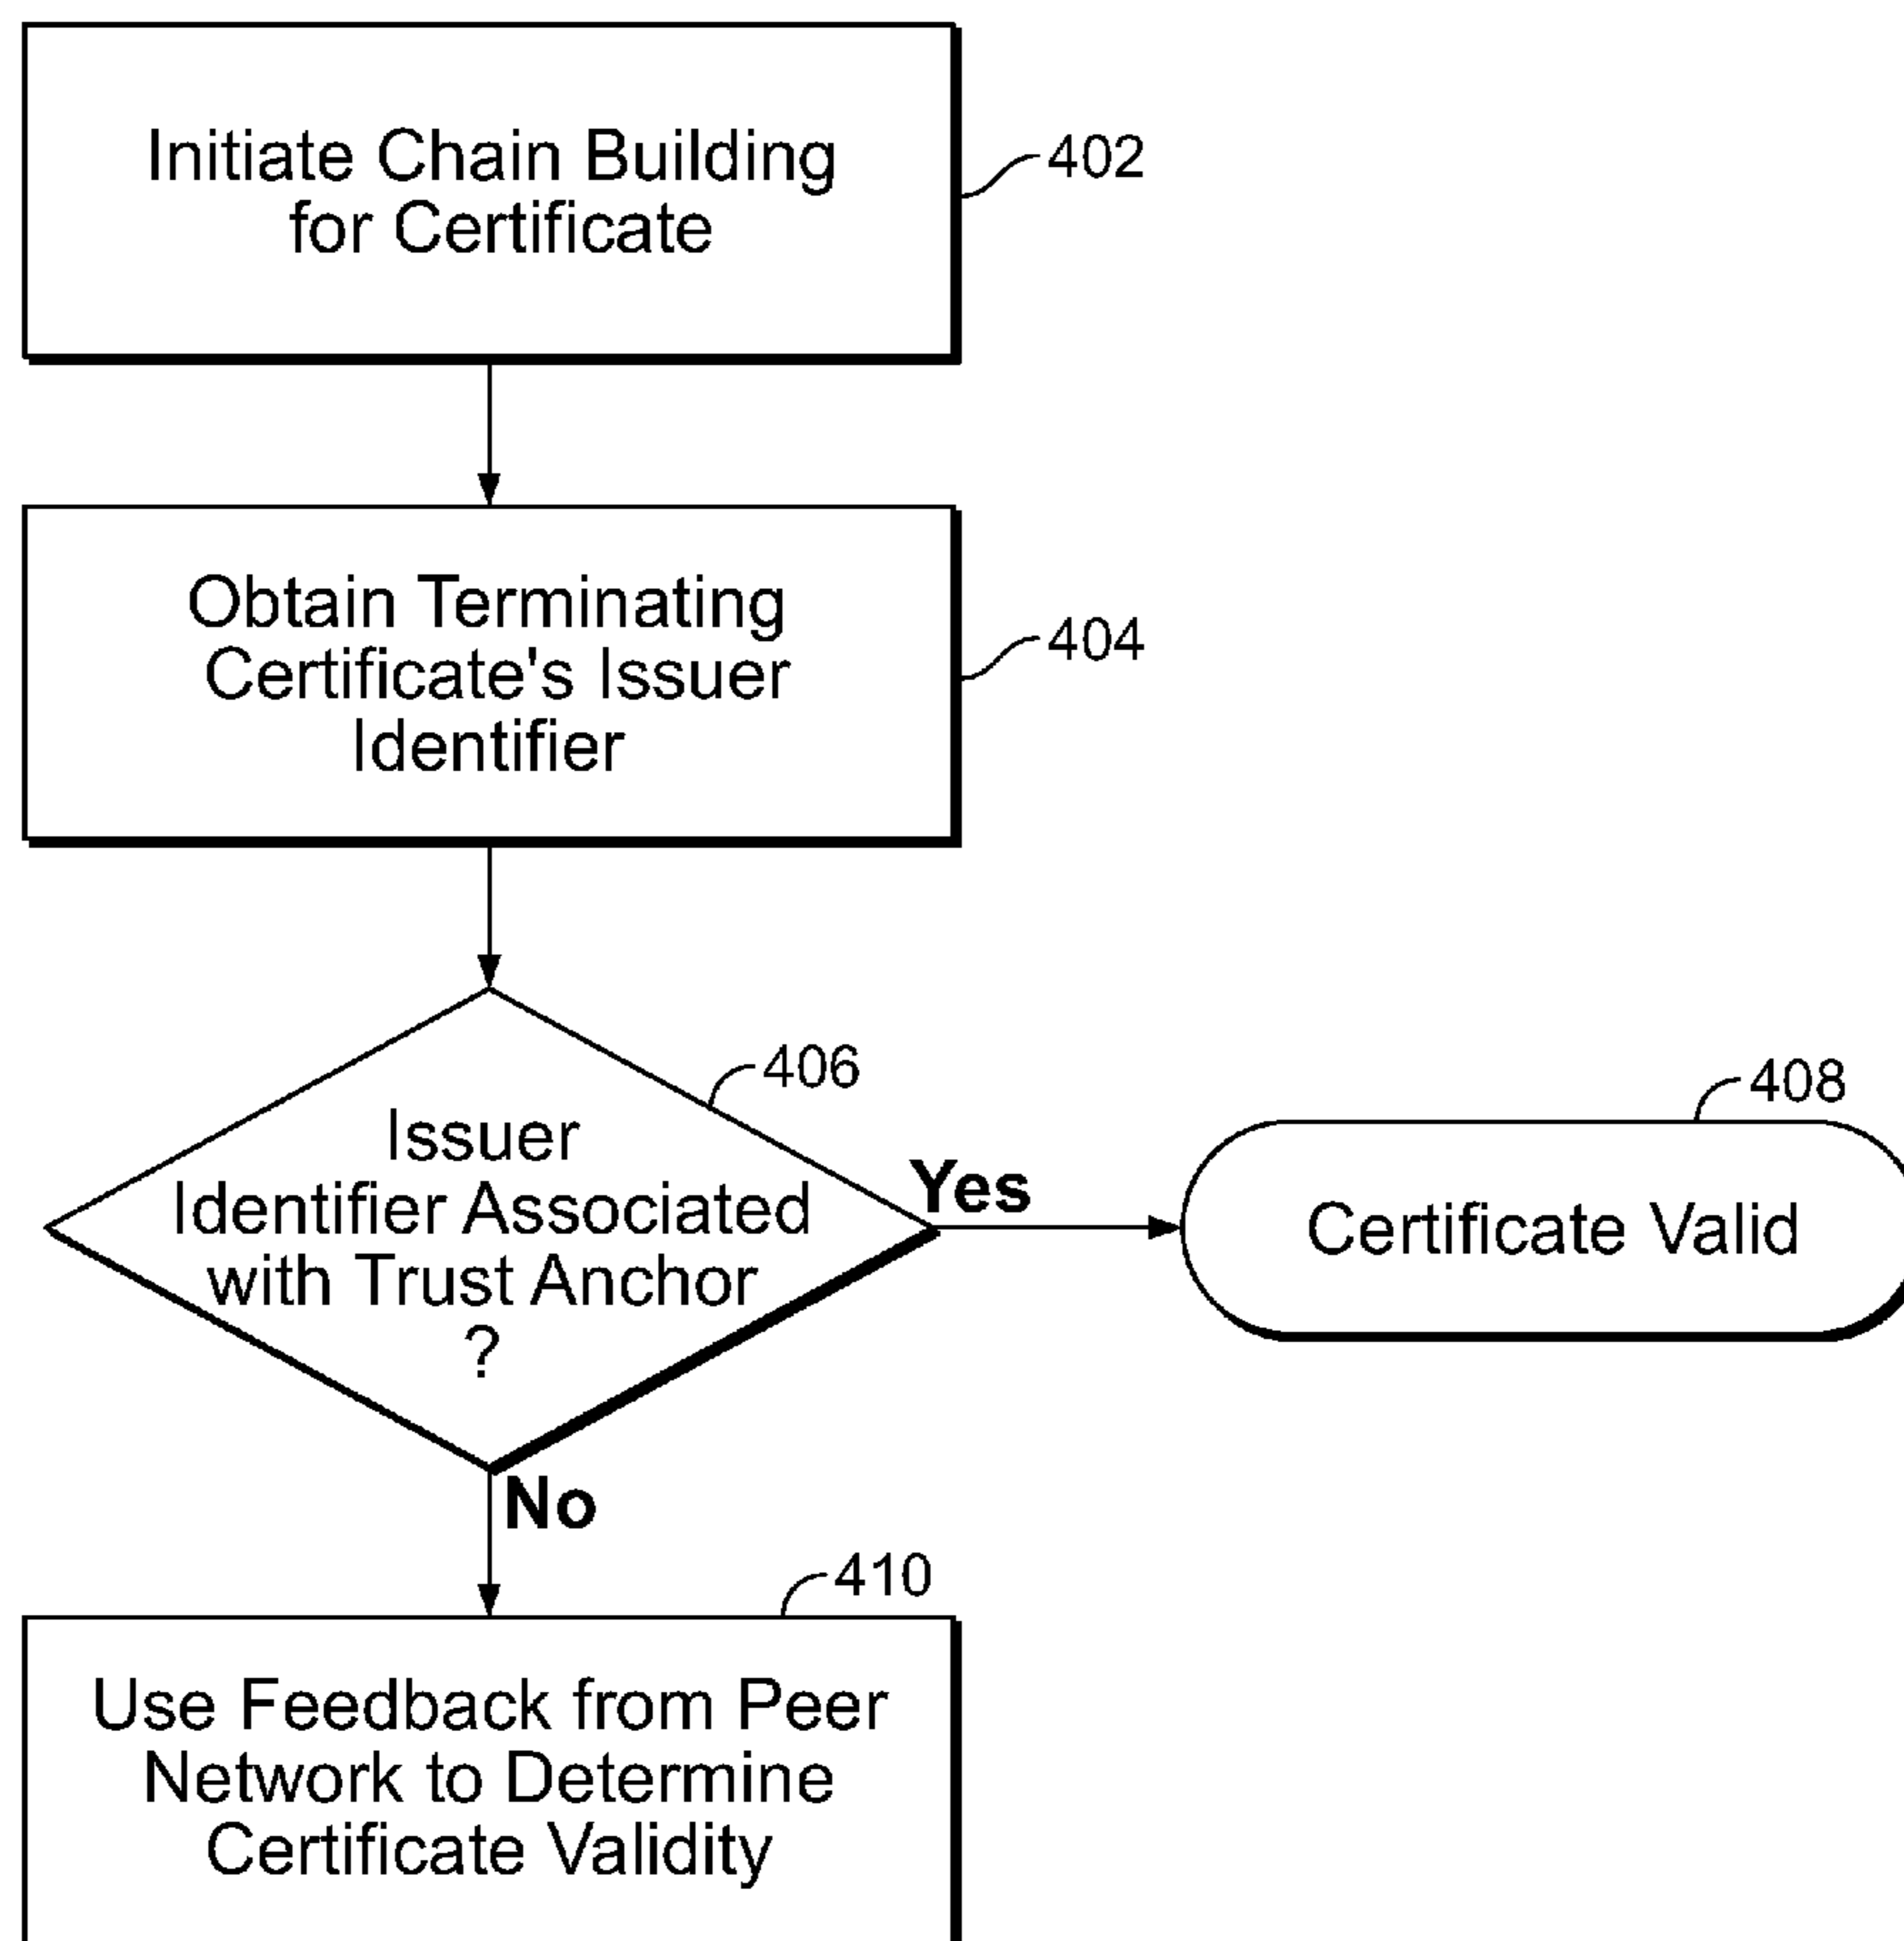 Initiate Chain Building
for Certificate
402
Obtain Terminating
Certificate's Issuer
Identifier
404
406
Issuer
Identifier Associated
with Trust Anchor
?
Yes
408
Certificate Valid
No
410
Use Feedback from Peer
Network to Determine
Certificate Validity